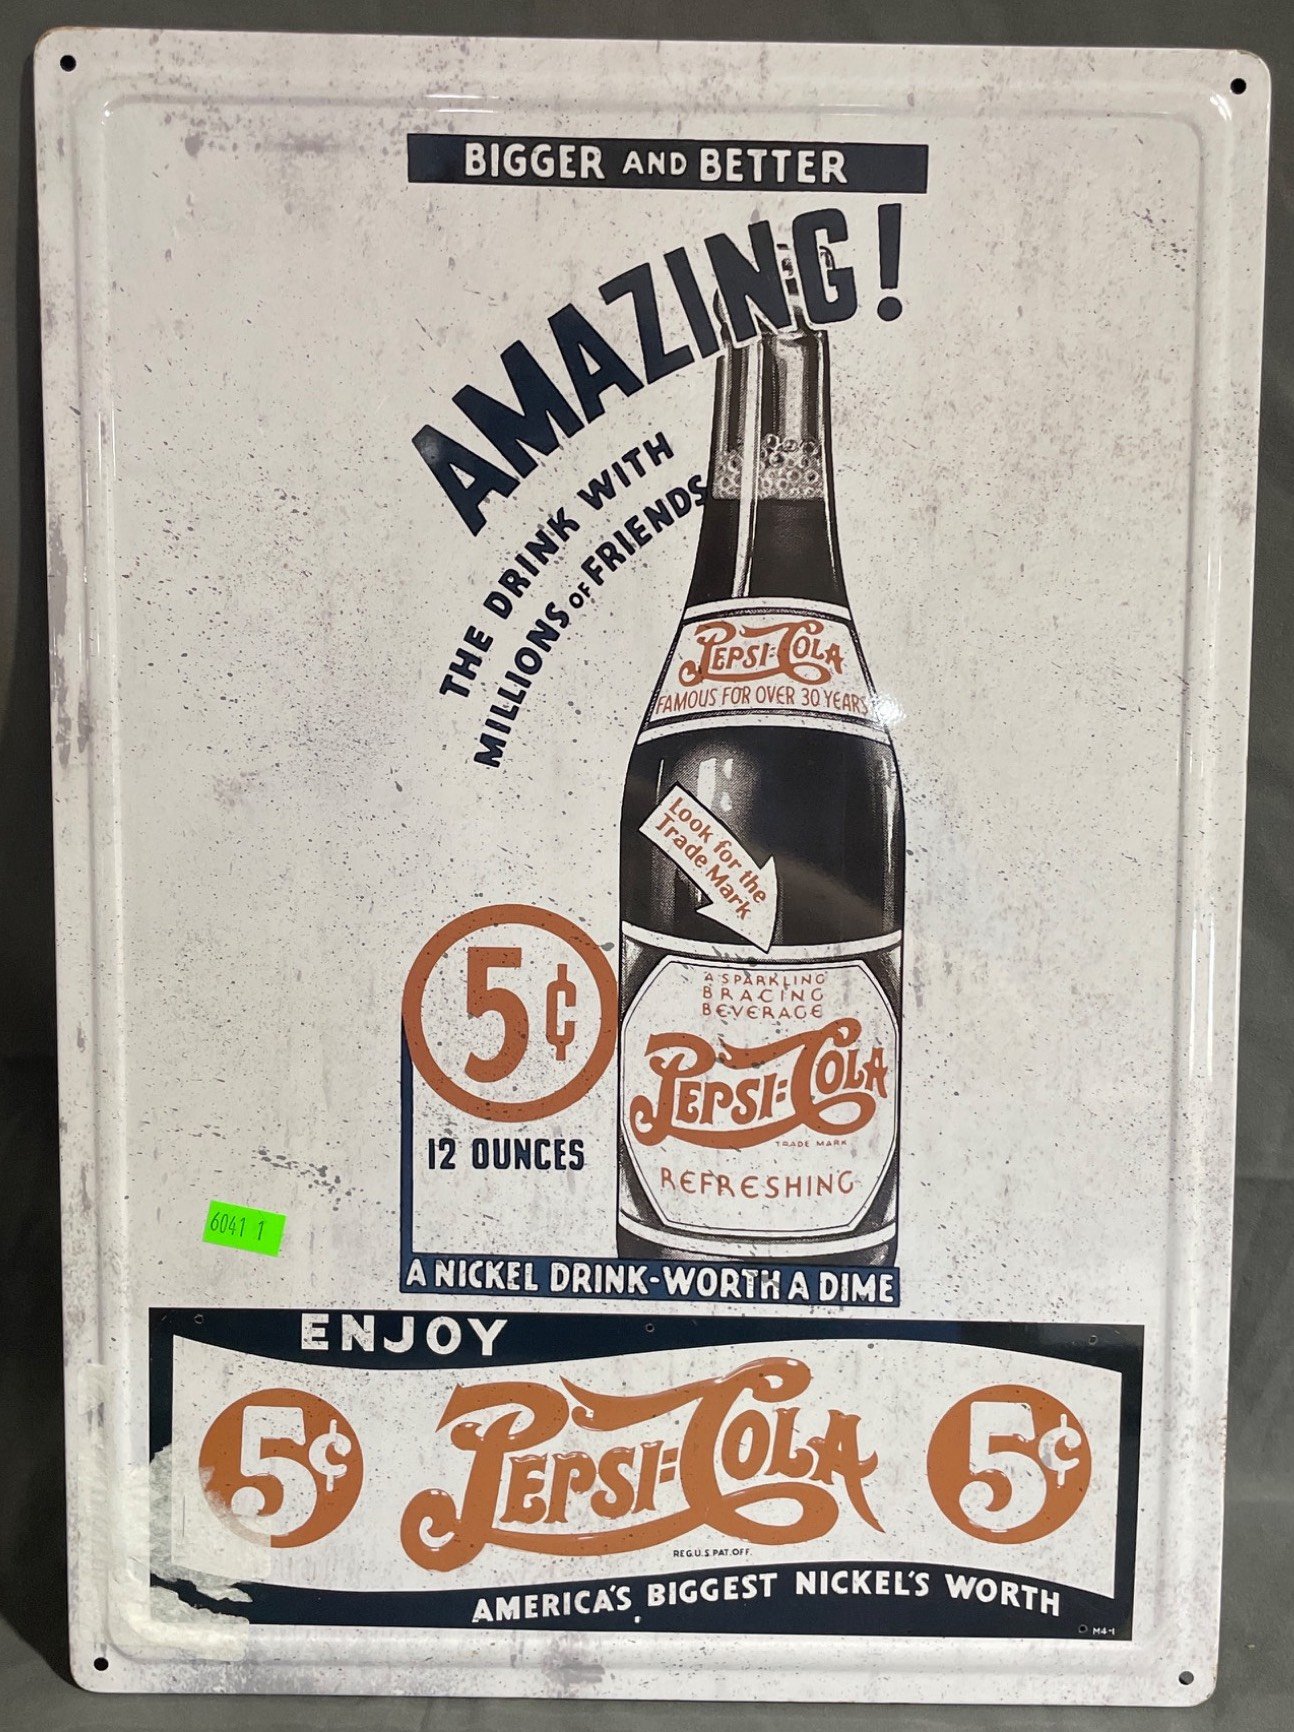 BIGGER AND BETTER
AMAZING!
THE DRINK WITH
MILLIONS OF FRIENDS
PEPSI-COLA
FAMOUS FOR OVER 30 YEARS
Look for the
Trade Mark
5¢
12 OUNCES
A SPARKLING
BRACING
BEVERAGE
PEPSI-COLA
TRADE MARK
REFRESHING
6041 1
A NICKEL DRINK-WORTH A DIME
ENJOY
5¢ PEPSI-COLA 5¢
REG.U.S.PAT.OFF.
AMERICA'S BIGGEST NICKEL'S WORTH
M4-1